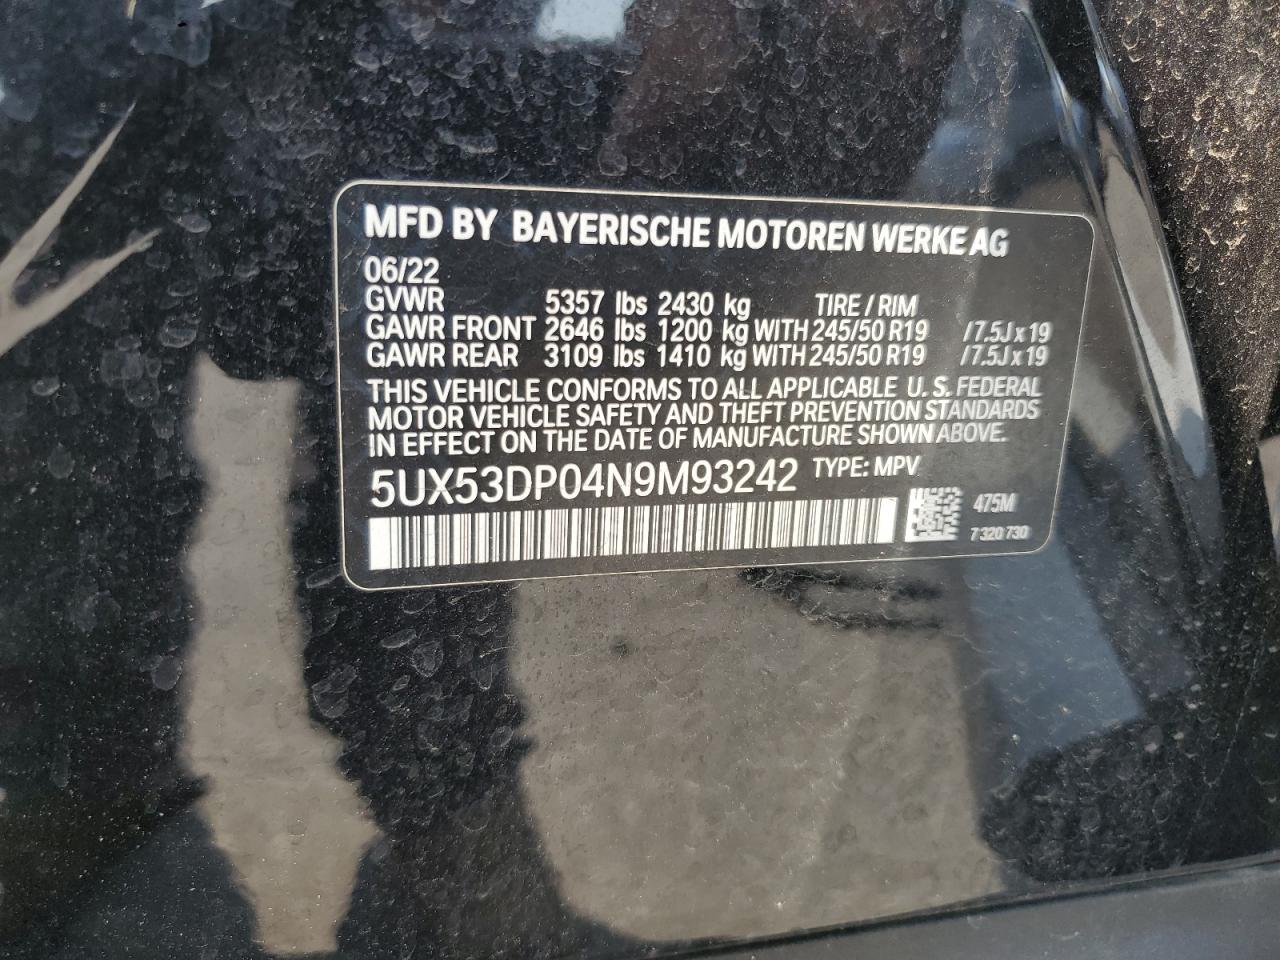 MFD BY BAYERISCHE MOTOREN WERKE AG
06/22
GVWR 5357 lbs 2430 kg TIRE / RIM
GAWR FRONT 2646 lbs 1200 kg WITH 245/50 R19 / 7.5J x 19
GAWR REAR 3109 lbs 1410 kg WITH 245/50 R19 / 7.5J x 19
THIS VEHICLE CONFORMS TO ALL APPLICABLE U. S. FEDERAL
MOTOR VEHICLE SAFETY AND THEFT PREVENTION STANDARDS
IN EFFECT ON THE DATE OF MANUFACTURE SHOWN ABOVE.
5UX53DP04N9M93242 TYPE: MPV
475M
7 320 730